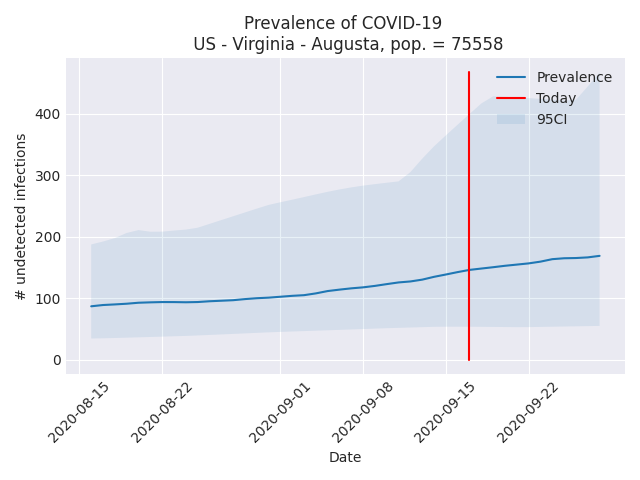 Prevalence of COVID-19
US - Virginia - Augusta, pop. = 75558
Prevalence
Today
95CI
400
300
200
100
0
# undetected infections
2020-08-15
2020-08-22
2020-09-01
2020-09-08
2020-09-15
2020-09-22
Date